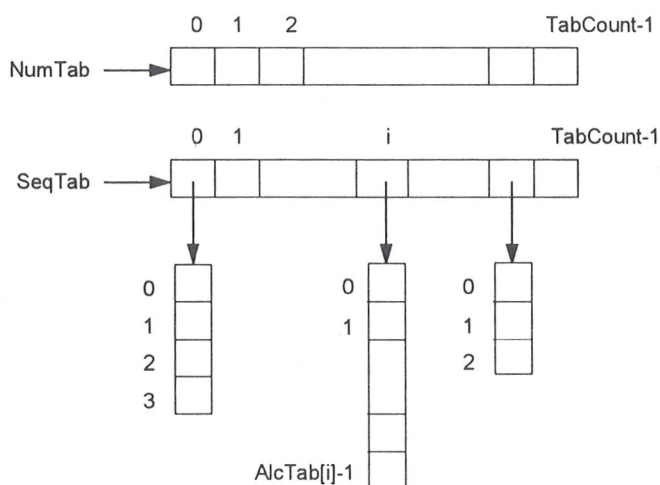 0 1 2 TabCount-1
NumTab
0 1 i TabCount-1
SeqTab
0 0 0
1 1 1
2 2
3
AlcTab[i]-1